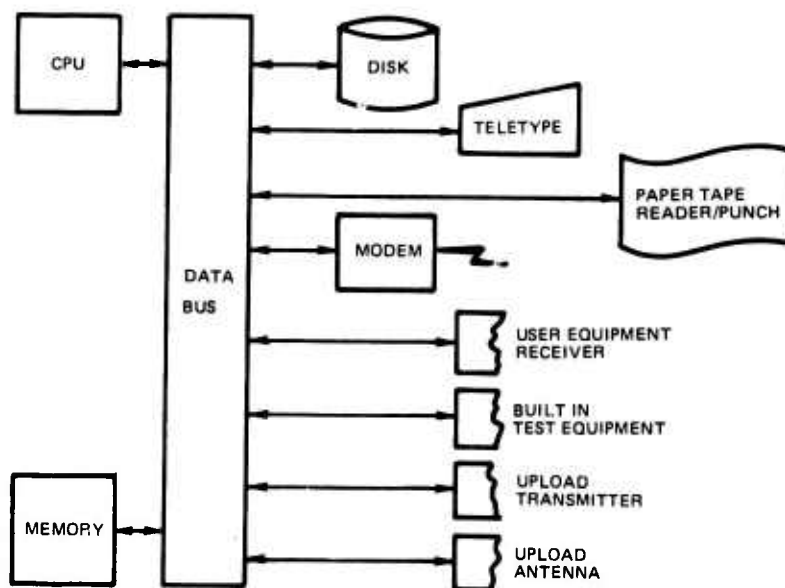 CPU
DISK
TELETYPE
PAPER TAPE
READER/PUNCH
MODEM
DATA
BUS
USER EQUIPMENT
RECEIVER
BUILT IN
TEST EQUIPMENT
UPLOAD
TRANSMITTER
MEMORY
UPLOAD
ANTENNA